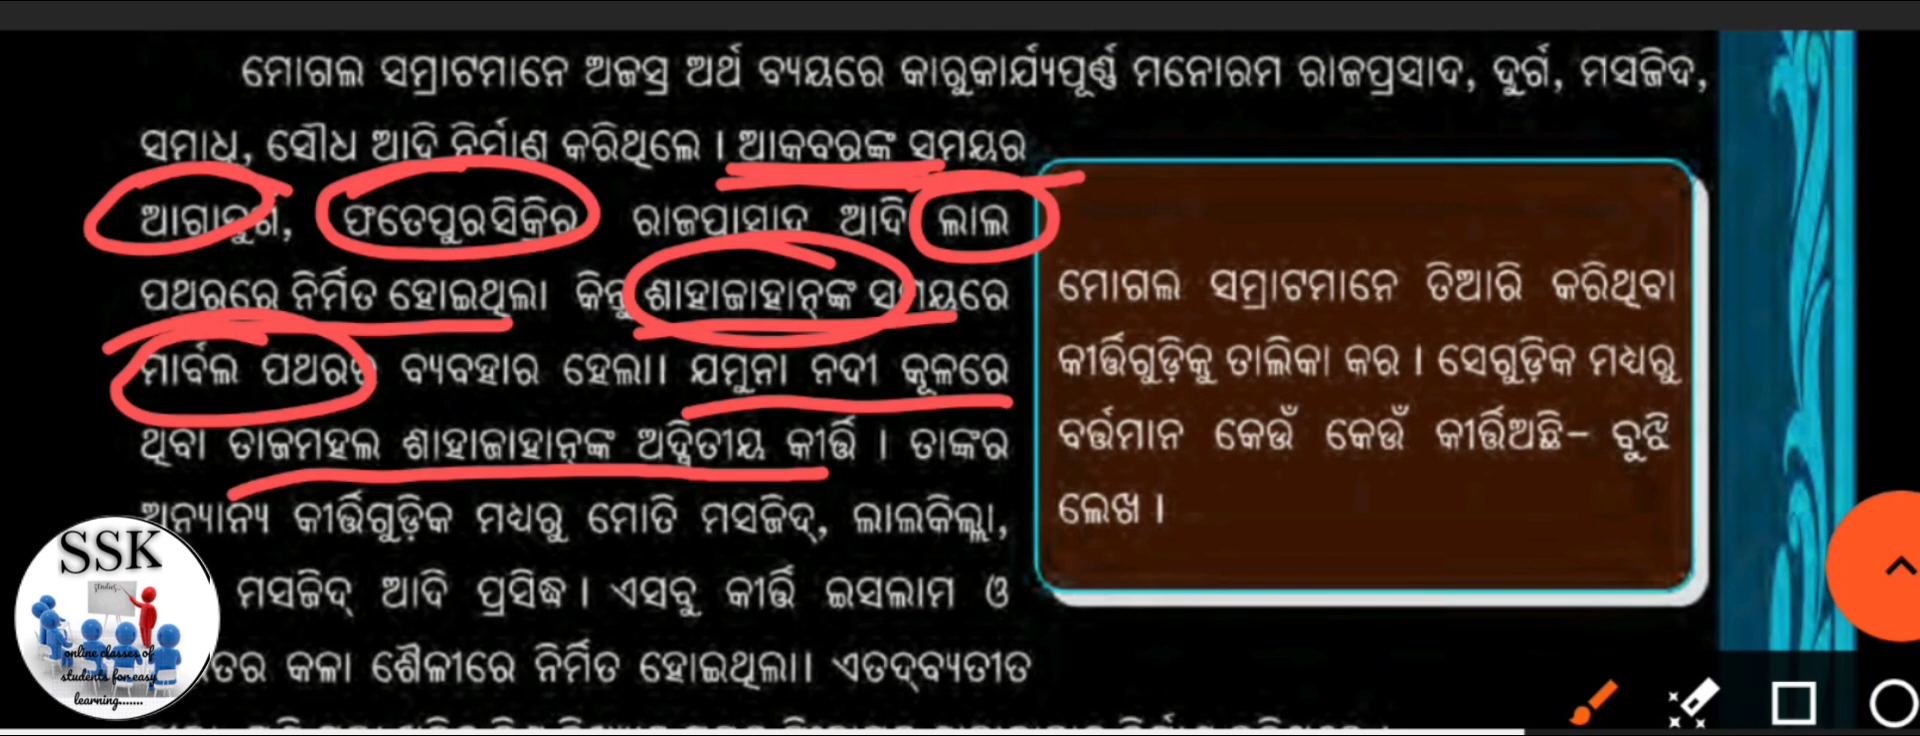 ମୋଗଲ ସମ୍ରାଟମାନେ ଅଜସ୍ର ଅର୍ଥ ବ୍ୟୟରେ କାରୁକାର୍ଯ୍ୟପୂର୍ଣ୍ଣ ମନୋରମ ରାଜପ୍ରସାଦ, ଦୁର୍ଗ, ମସଜିଦ,
ସମାଧି, ସୌଧ ଆଦି ନିର୍ମାଣ କରିଥିଲେ । ଆକବରଙ୍କ ସମୟର
ଆଗ୍ରାଦୁର୍ଗ, ଫତେପୁରସିକ୍ରିର ରାଜପ୍ରାସାଦ ଆଦି ଲାଲ
ପଥରରେ ନିର୍ମିତ ହୋଇଥିଲା କିନ୍ତୁ ଶାହାଜାହାନ୍‌ଙ୍କ ସମୟରେ
ମାର୍ବଲ ପଥରର ବ୍ୟବହାର ହେଲା। ଯମୁନା ନଦୀ କୂଳରେ
ଥିବା ତାଜମହଲ ଶାହାଜାହାନ୍‌ଙ୍କ ଅଦ୍ବିତୀୟ କୀର୍ତ୍ତି । ତାଙ୍କର
ଅନ୍ୟାନ୍ୟ କୀର୍ତ୍ତିଗୁଡ଼ିକ ମଧ୍ୟରୁ ମୋତି ମସଜିଦ୍, ଲାଲକିଲ୍ଲା,
ମସଜିଦ୍ ଆଦି ପ୍ରସିଦ୍ଧ । ଏସବୁ କୀର୍ତ୍ତି ଇସଲାମ ଓ
କଳା ଶୈଳୀରେ ନିର୍ମିତ ହୋଇଥିଲା। ଏତଦ୍‌ବ୍ୟତୀତ
ମୋଗଲ ସମ୍ରାଟମାନେ ତିଆରି କରିଥିବା
କୀର୍ତ୍ତିଗୁଡ଼ିକୁ ତାଲିକା କର । ସେଗୁଡ଼ିକ ମଧ୍ୟରୁ
ବର୍ତ୍ତମାନ କେଉଁ କେଉଁ କୀର୍ତ୍ତିଅଛି– ବୁଝି
ଲେଖ ।
SSK
online classes of
students for easy
learning.......